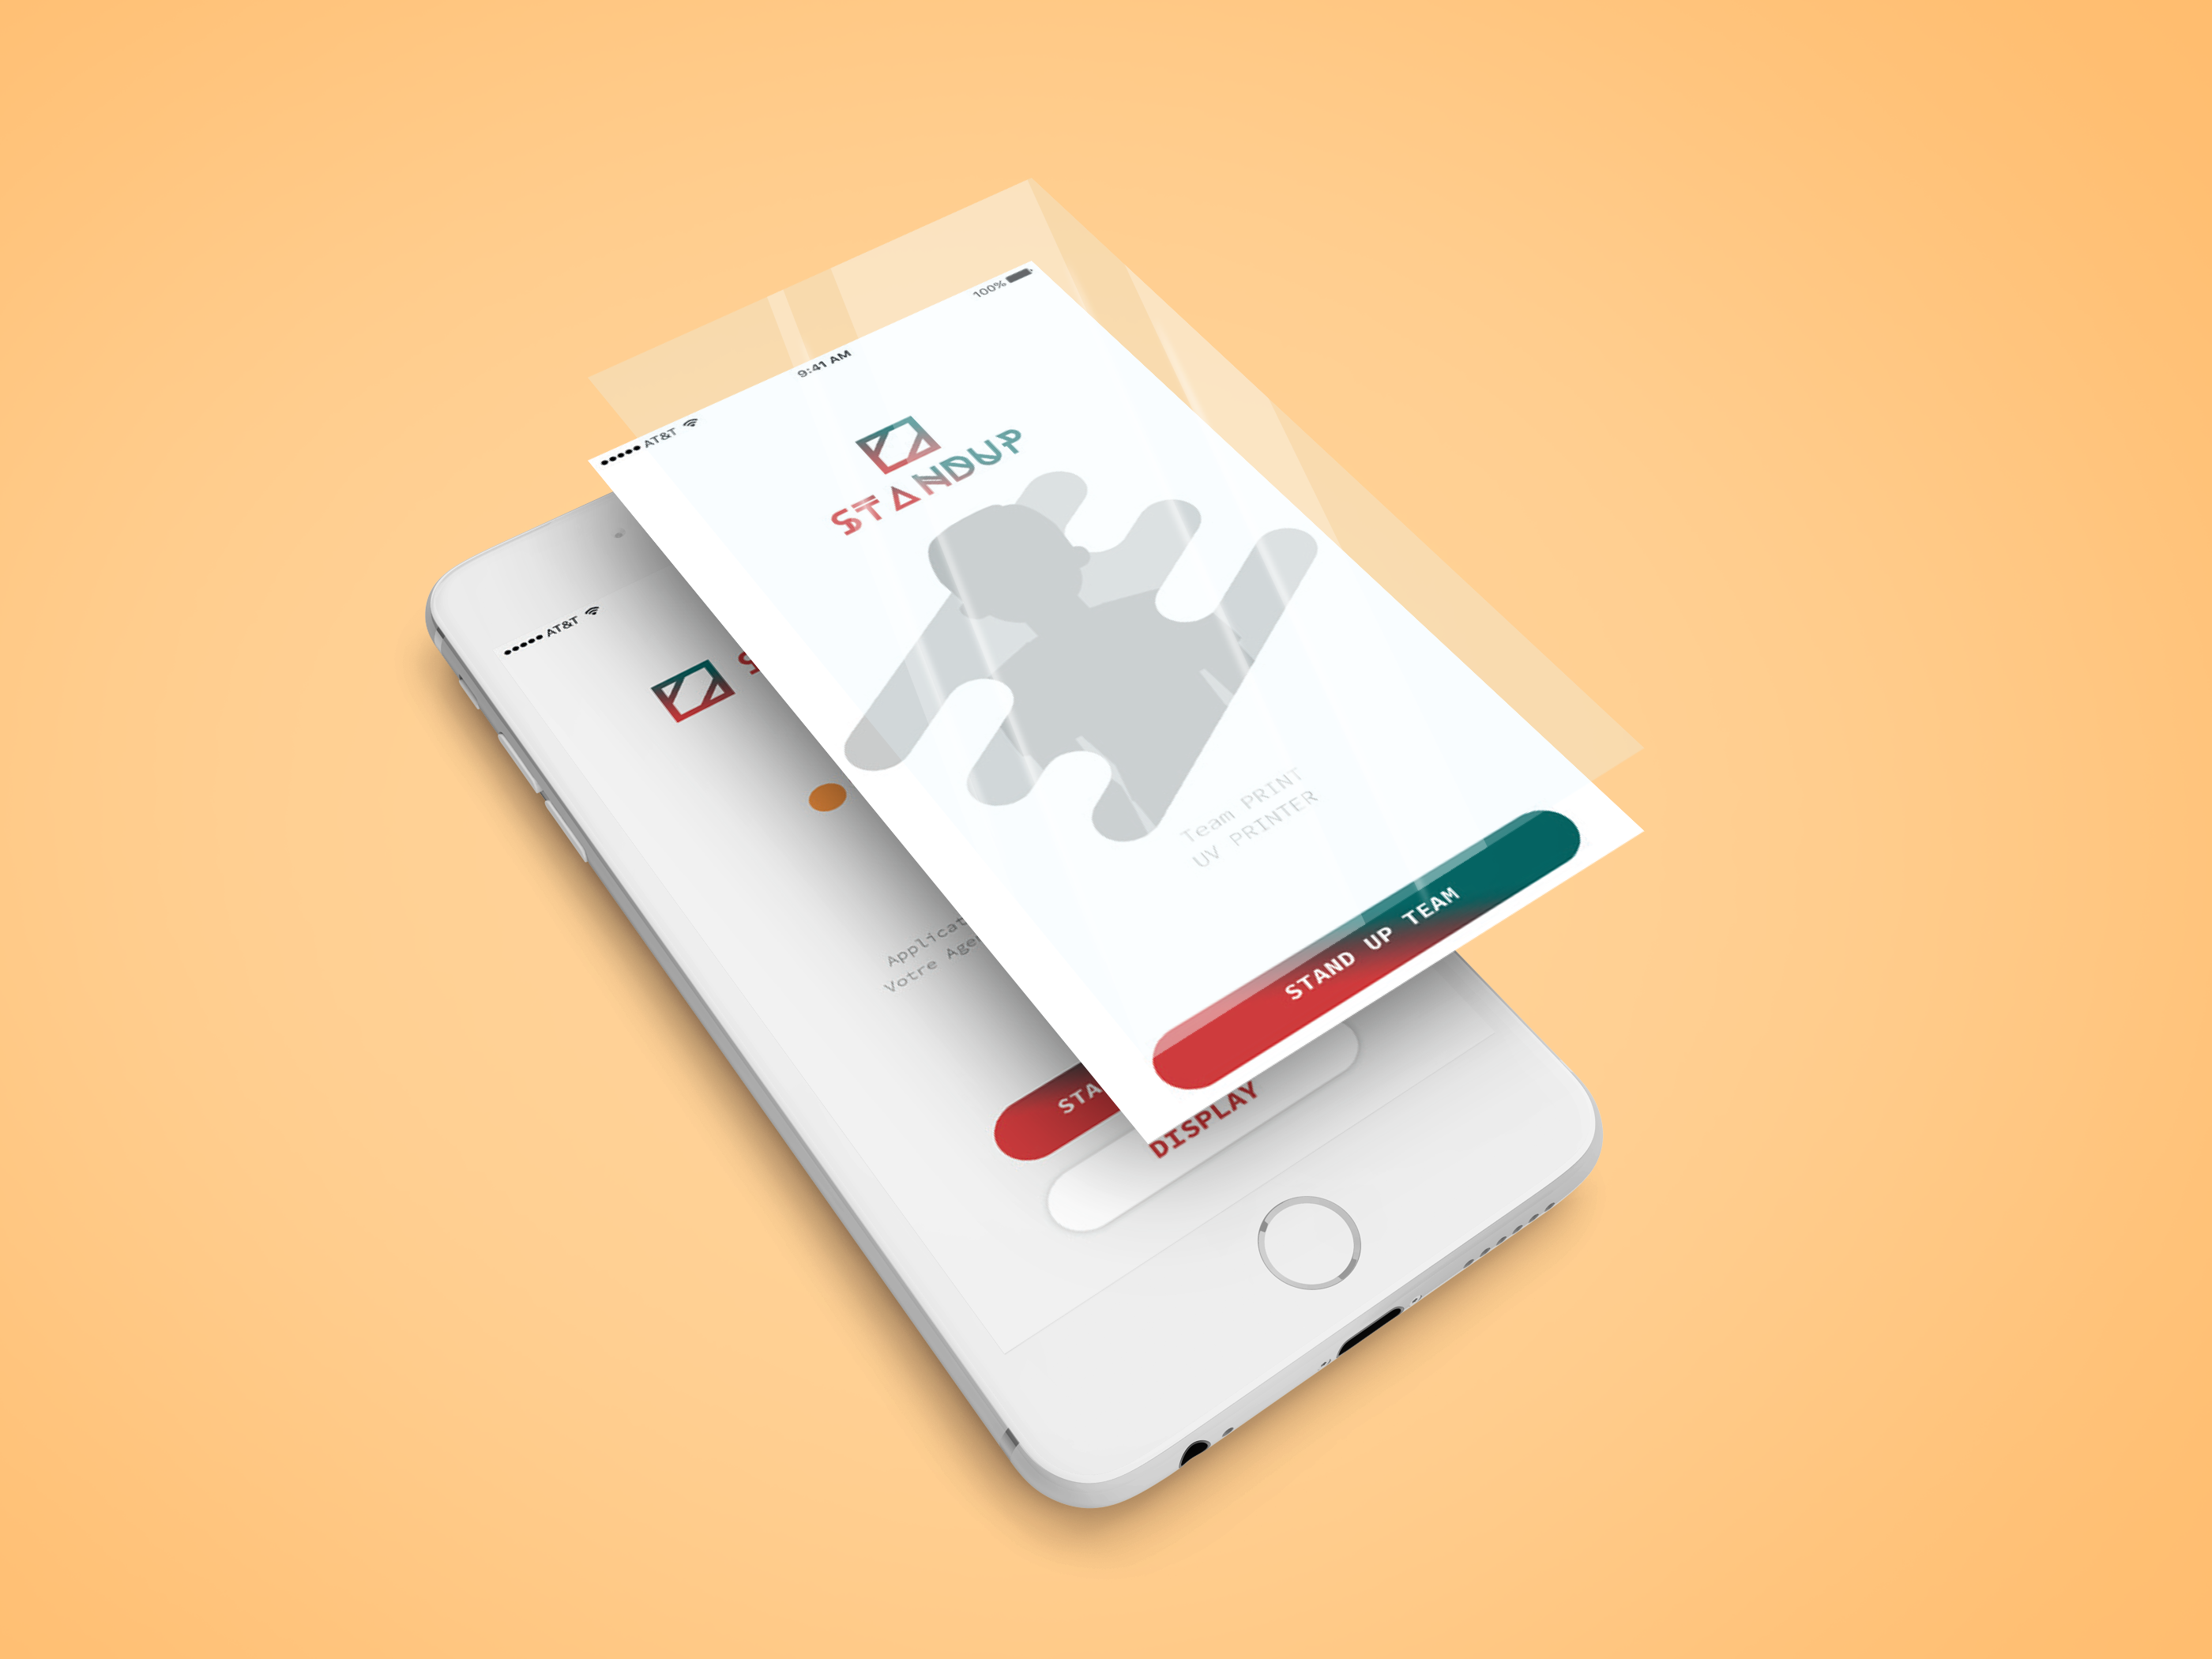 100%
9:41 AM
AT&T
STANDUP
Team PRINT
UV PRINTER
STAND UP TEAM
AT&T
S
Applicat
Votre Age
STA
DISPLAY